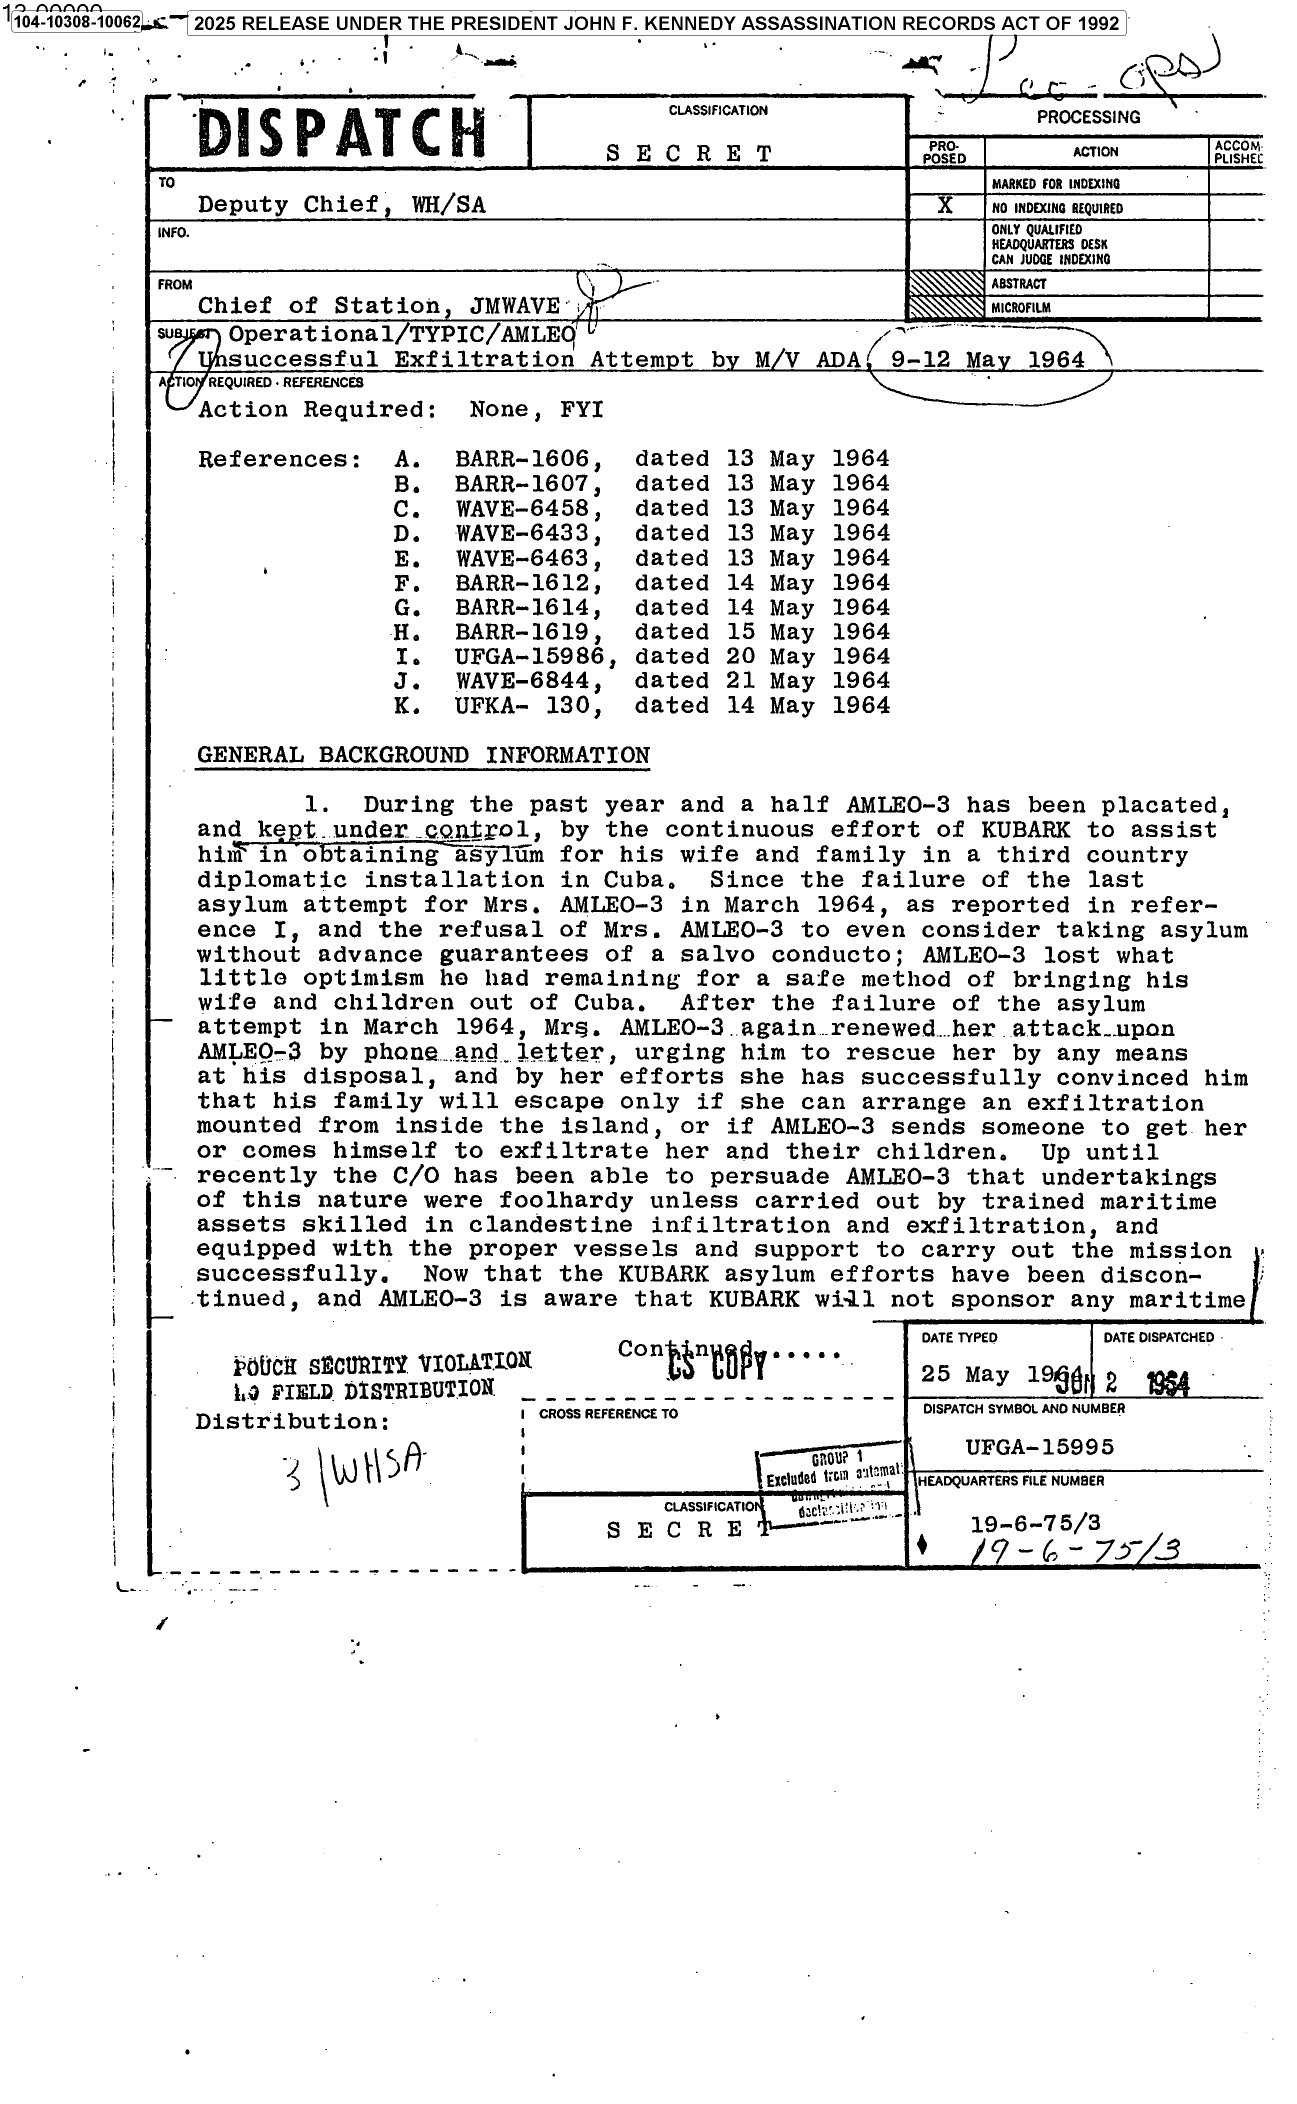 104-10308-10062
2025 RELEASE UNDER THE PRESIDENT JOHN F. KENNEDY ASSASSINATION RECORDS ACT OF 1992
DISPATCH
CLASSIFICATION
S E C R E T
PROCESSING
PRO-
POSED
ACTION
ACCOM-
PLISHED
TO
Deputy Chief, WH/SA
MARKED FOR INDEXING
X
NO INDEXING REQUIRED
INFO.
ONLY QUALIFIED
HEADQUARTERS DESK
CAN JUDGE INDEXING
FROM
Chief of Station, JMWAVE
ABSTRACT
MICROFILM
SUBJECT Operational/TYPIC/AMLEO
Unsuccessful Exfiltration Attempt by M/V ADA, 9-12 May 1964
ACTION REQUIRED - REFERENCES
Action Required: None, FYI
References: A. BARR-1606, dated 13 May 1964
B. BARR-1607, dated 13 May 1964
C. WAVE-6458, dated 13 May 1964
D. WAVE-6433, dated 13 May 1964
E. WAVE-6463, dated 13 May 1964
F. BARR-1612, dated 14 May 1964
G. BARR-1614, dated 14 May 1964
H. BARR-1619, dated 15 May 1964
I. UFGA-15986, dated 20 May 1964
J. WAVE-6844, dated 21 May 1964
K. UFKA- 130, dated 14 May 1964
GENERAL BACKGROUND INFORMATION
1. During the past year and a half AMLEO-3 has been placated,
and kept under control, by the continuous effort of KUBARK to assist
him in obtaining asylum for his wife and family in a third country
diplomatic installation in Cuba. Since the failure of the last
asylum attempt for Mrs. AMLEO-3 in March 1964, as reported in refer-
ence I, and the refusal of Mrs. AMLEO-3 to even consider taking asylum
without advance guarantees of a salvo conducto; AMLEO-3 lost what
little optimism he had remaining for a safe method of bringing his
wife and children out of Cuba. After the failure of the asylum
attempt in March 1964, Mrs. AMLEO-3 again renewed her attack upon
AMLEO-3 by phone and letter, urging him to rescue her by any means
at his disposal, and by her efforts she has successfully convinced him
that his family will escape only if she can arrange an exfiltration
mounted from inside the island, or if AMLEO-3 sends someone to get her
or comes himself to exfiltrate her and their children. Up until
recently the C/O has been able to persuade AMLEO-3 that undertakings
of this nature were foolhardy unless carried out by trained maritime
assets skilled in clandestine infiltration and exfiltration, and
equipped with the proper vessels and support to carry out the mission
successfully. Now that the KUBARK asylum efforts have been discon-
tinued, and AMLEO-3 is aware that KUBARK will not sponsor any maritime
Continued......
CS COPY
POUCH SECURITY VIOLATION
NO FIELD DISTRIBUTION
Distribution:
3/WHSA
DATE TYPED
25 May 1964
DATE DISPATCHED
JUN 2 1964
CROSS REFERENCE TO
DISPATCH SYMBOL AND NUMBER
UFGA-15995
GROUP 1
Excluded from automatic
HEADQUARTERS FILE NUMBER
CLASSIFICATION
S E C R E T
19-6-75/3
19-6-75/3